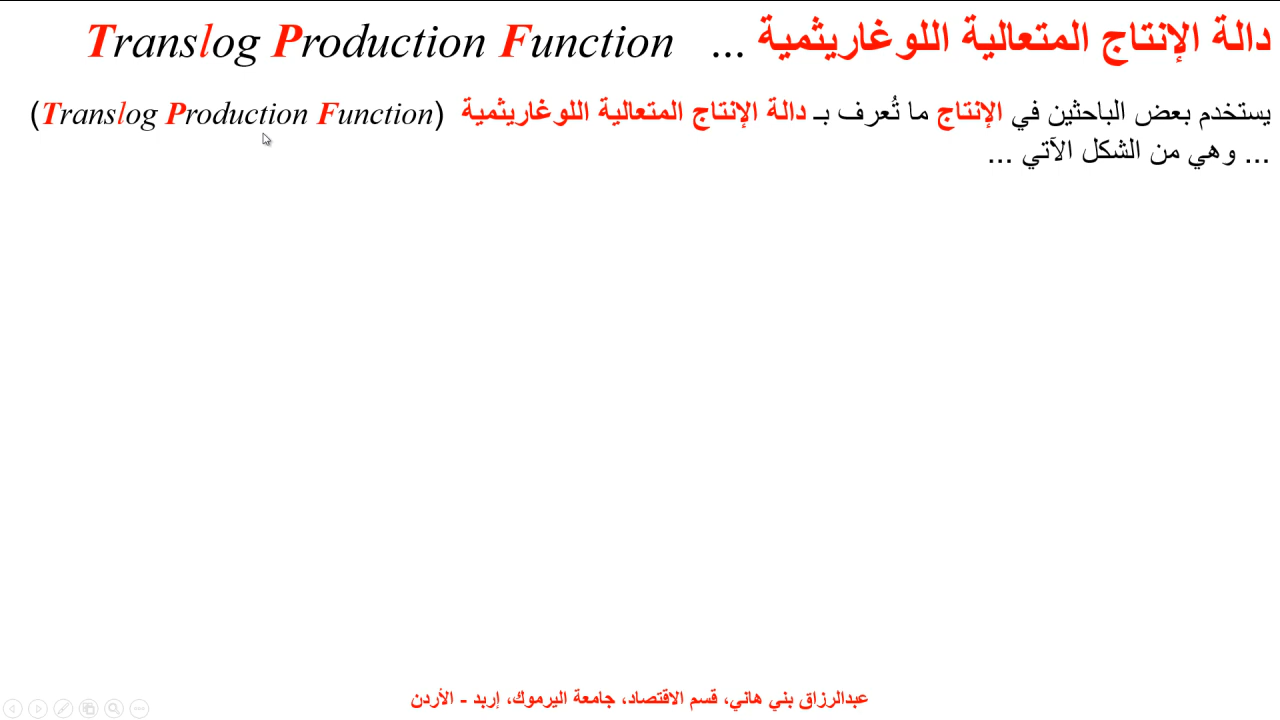 دالة الإنتاج المتعالية اللوغاريثمية ... Translog Production Function
يستخدم بعض الباحثين في الإنتاج ما تُعرف بـ دالة الإنتاج المتعالية اللوغاريثمية (Translog Production Function)
... وهي من الشكل الآتي ...
عبدالرزاق بني هاني، قسم الاقتصاد، جامعة اليرموك، إربد - الأردن